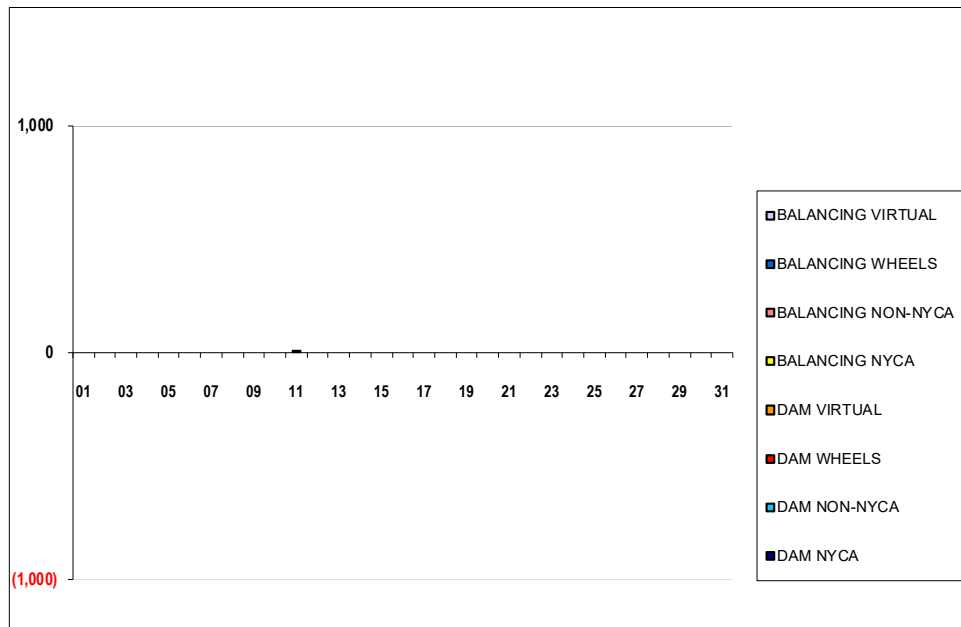 1,000
0
01 03 05 07 09 11 13 15 17 19 21 23 25 27 29 31
(1,000)
BALANCING VIRTUAL
BALANCING WHEELS
BALANCING NON-NYCA
BALANCING NYCA
DAM VIRTUAL
DAM WHEELS
DAM NON-NYCA
DAM NYCA